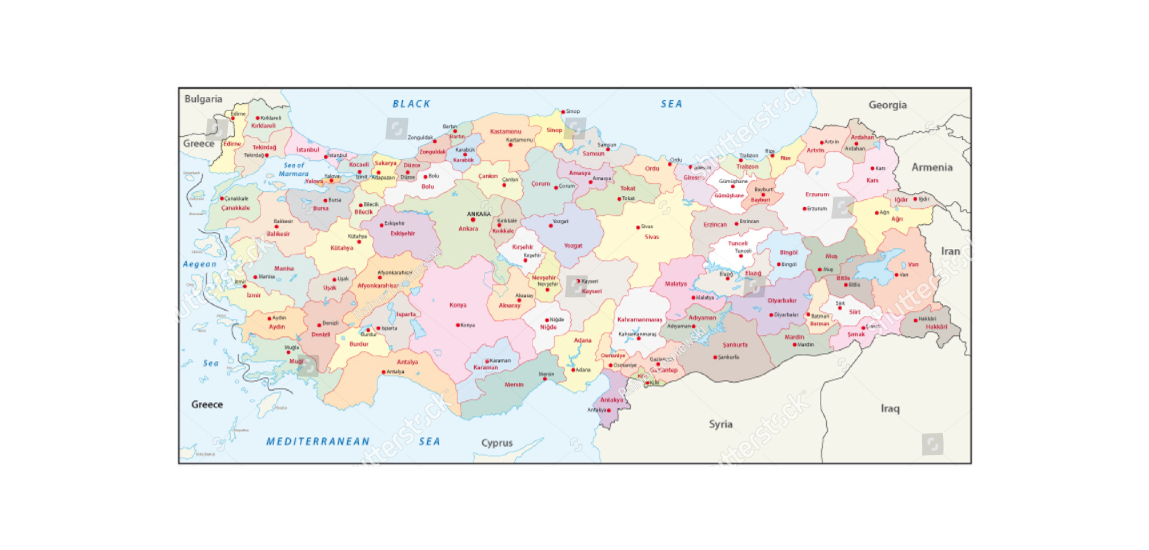 Bulgaria
BLACK
SEA
Georgia
Sinop
Edirne
Kırklareli
Kırklareli
Bartın
Bartın
Kastamonu
Kastamonu
Sinop
Zonguldak
Zonguldak
Greece
Edirne
Tekirdağ
Tekirdağ
İstanbul
İstanbul
Samsun
Samsun
Artvin
Artvin
Ardahan
Ardahan
Karabük
Karabük
Kocaeli
İzmit
Sakarya
Adapazarı
Düzce
Düzce
Bolu
Bolu
Sea of
Marmara
Yalova
Yalova
Çankırı
Çankırı
Çorum
Çorum
Amasya
Amasya
Tokat
Tokat
Ordu
Ordu
Giresun
Trabzon
Trabzon
Rize
Rize
Gümüşhane
Gümüşhane
Bayburt
Bayburt
Erzurum
Erzurum
Kars
Kars
Armenia
Iğdır
Iğdır
Ağrı
Ağrı
Çanakkale
Çanakkale
Balıkesir
Balıkesir
Bursa
Bursa
Bilecik
Bilecik
Eskişehir
Eskişehir
Kütahya
Kütahya
ANKARA
Ankara
Kırıkkale
Kırıkkale
Yozgat
Yozgat
Kırşehir
Kırşehir
Sivas
Sivas
Erzincan
Erzincan
Tunceli
Tunceli
Bingöl
Bingöl
Muş
Muş
Bitlis
Bitlis
Van
Van
Iran
Aegean
Sea
Manisa
Manisa
İzmir
İzmir
Uşak
Uşak
Afyonkarahisar
Afyonkarahisar
Konya
Konya
Aksaray
Aksaray
Nevşehir
Nevşehir
Kayseri
Kayseri
Niğde
Niğde
Malatya
Malatya
Elazığ
Elazığ
Diyarbakır
Diyarbakır
Batman
Batman
Siirt
Siirt
Şırnak
Hakkâri
Hakkâri
Aydın
Aydın
Denizli
Denizli
Isparta
Isparta
Burdur
Burdur
Muğla
Antalya
Antalya
Karaman
Karaman
Mersin
Mersin
Adana
Adana
Osmaniye
Osmaniye
Kahramanmaraş
Kahramanmaraş
Adıyaman
Adıyaman
Gaziantep
Şanlıurfa
Şanlıurfa
Mardin
Mardin
Antakya
Antakya
Greece
MEDITERRANEAN
SEA
Cyprus
Syria
Iraq
shutterstock